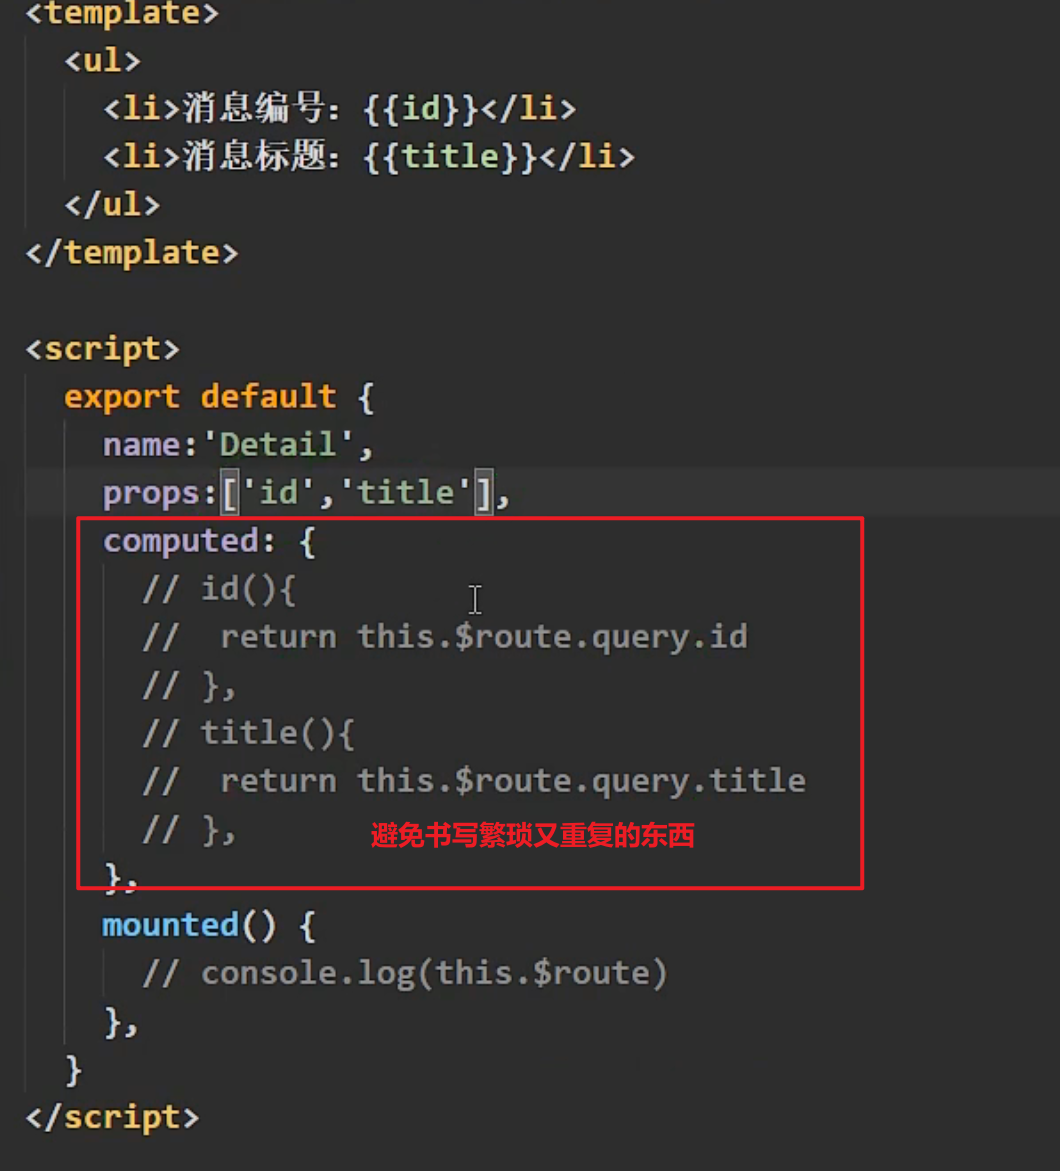 <template>
<ul>
<li>消息编号：{{id}}</li>
<li>消息标题：{{title}}</li>
</ul>
</template>
<script>
export default {
name:'Detail',
props:['id','title'],
computed: {
// id(){
//  return this.$route.query.id
// },
// title(){
//  return this.$route.query.title
// },
避免书写繁琐又重复的东西
},
mounted() {
// console.log(this.$route)
},
}
</script>